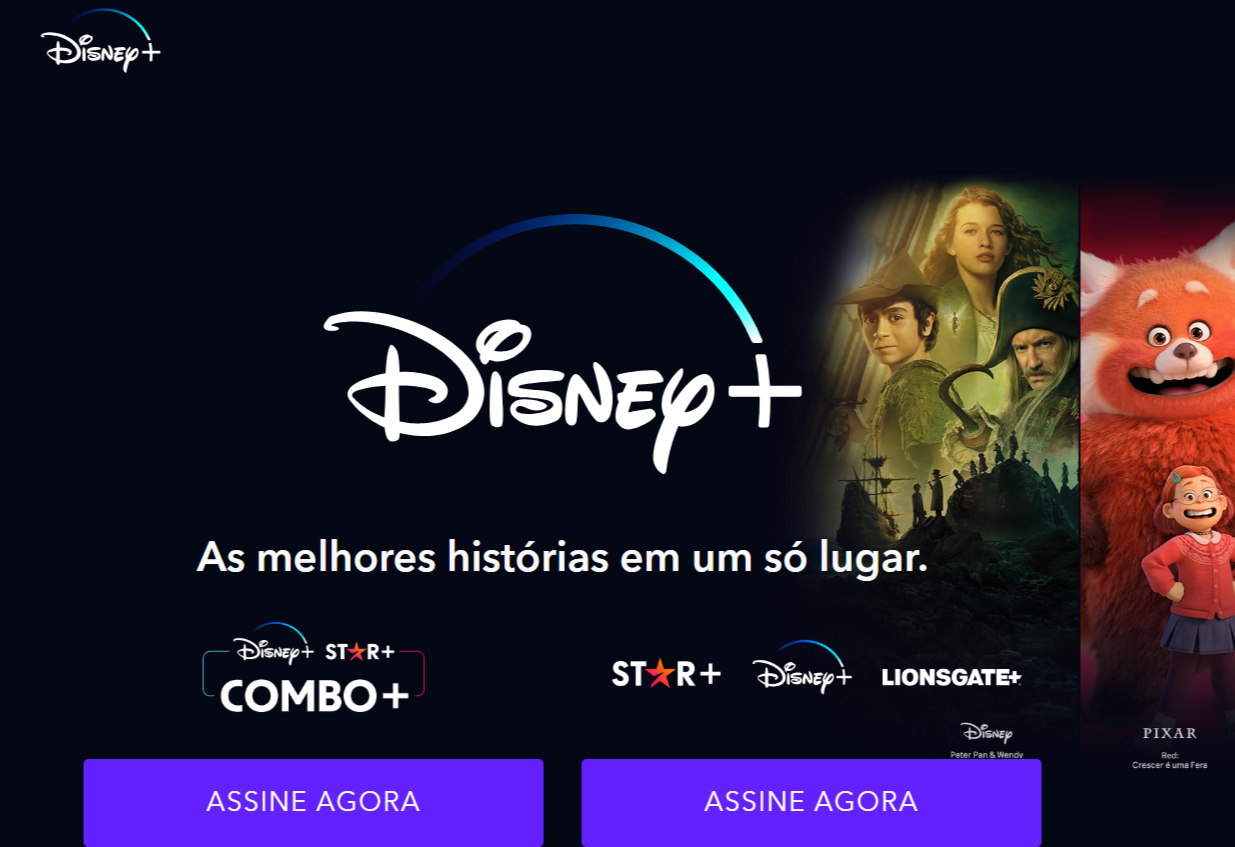 Disney+
Disney+
As melhores histórias em um só lugar.
Disney+ STAR+
COMBO+
STAR+ Disney+ LIONSGATE+
Disney
Peter Pan & Wendy
PIXAR
Red:
Crescer é uma Fera
ASSINE AGORA
ASSINE AGORA